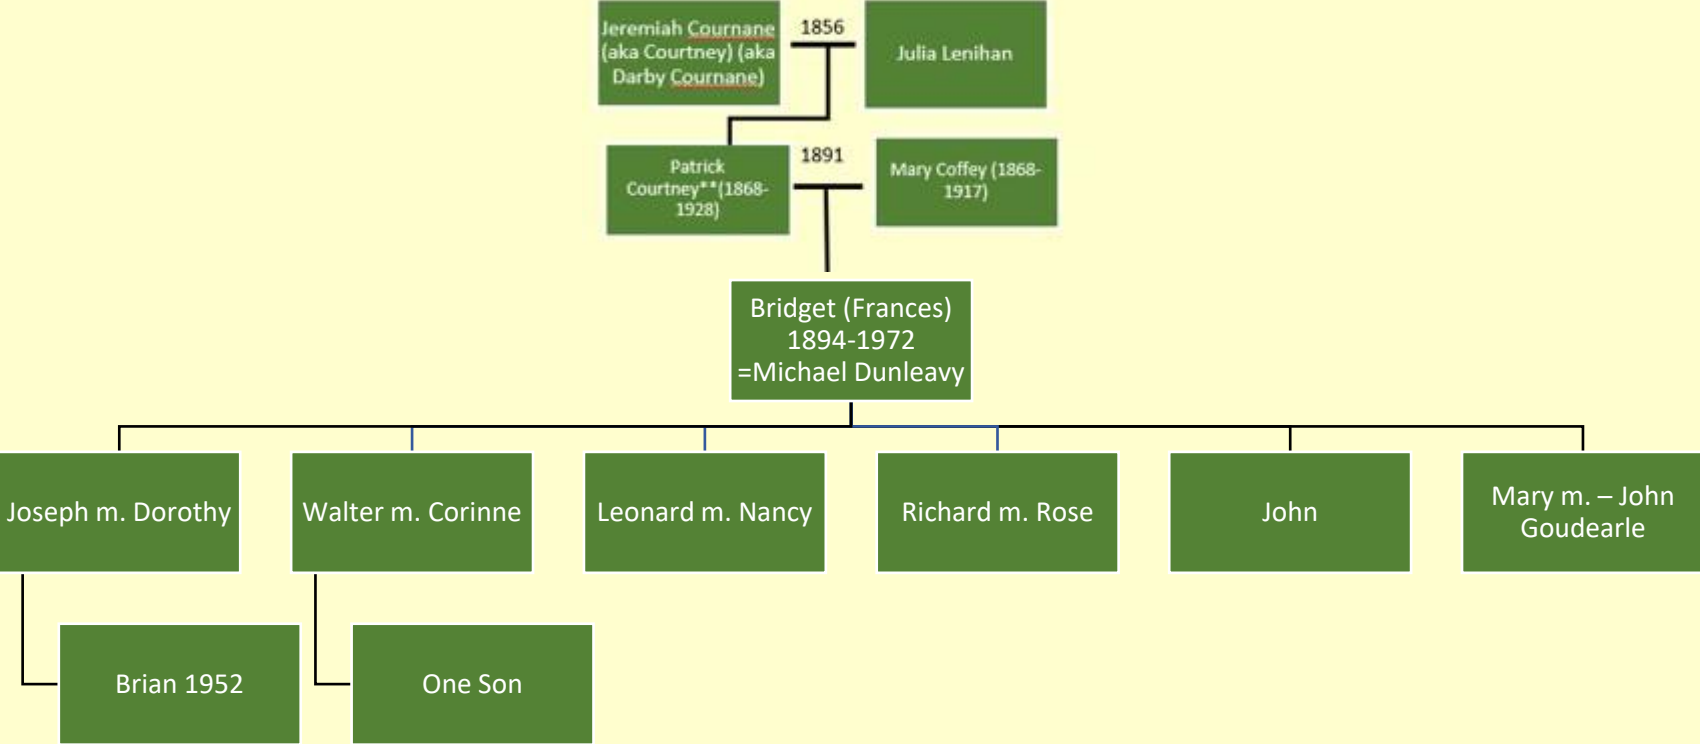 Jeremiah Cournane
(aka Courtney) (aka
Darby Cournane)
1856
Julia Lenihan
Patrick
Courtney**(1868-
1928)
1891
Mary Coffey (1868-
1917)
Bridget (Frances)
1894-1972
=Michael Dunleavy
Joseph m. Dorothy
Walter m. Corinne
Leonard m. Nancy
Richard m. Rose
John
Mary m. – John
Goudearle
Brian 1952
One Son